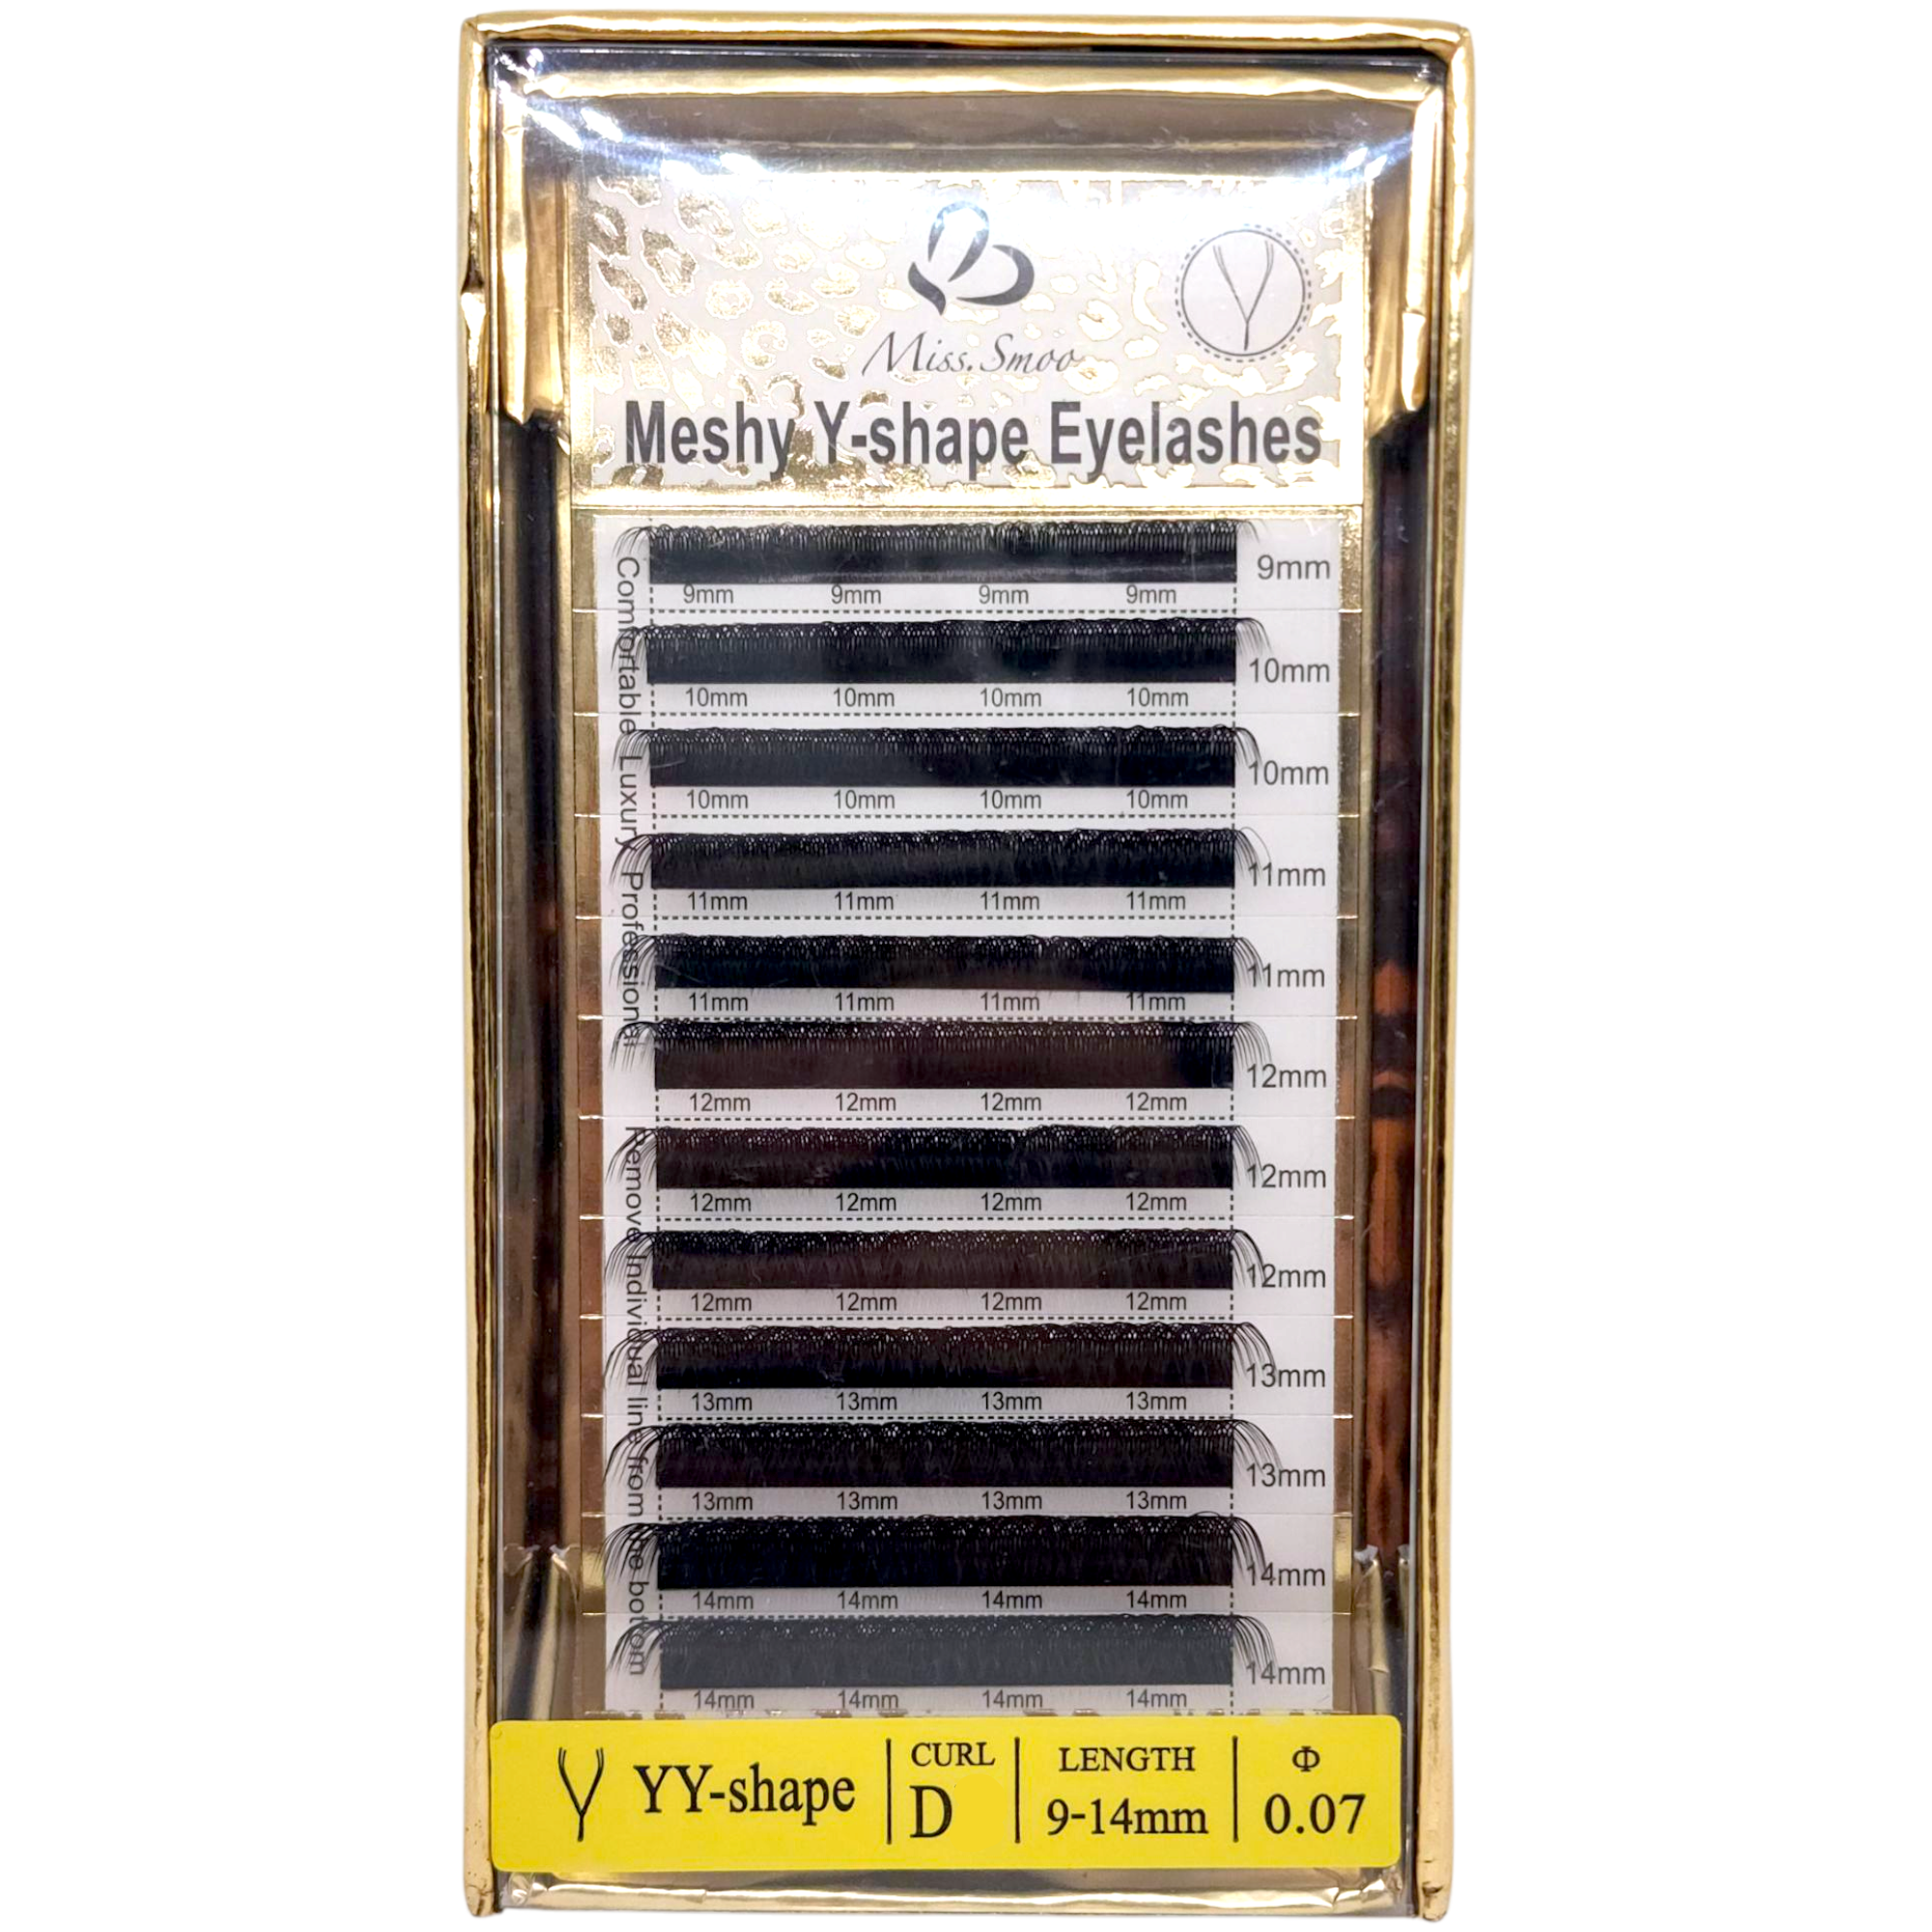 Miss.Smoo
Meshy Y-shape Eyelashes
9mm
9mm 9mm 9mm 9mm
10mm
10mm 10mm 10mm 10mm
10mm
10mm 10mm 10mm 10mm
11mm
11mm 11mm 11mm 11mm
11mm
11mm 11mm 11mm 11mm
12mm
12mm 12mm 12mm 12mm
12mm
12mm 12mm 12mm 12mm
12mm
12mm 12mm 12mm 12mm
13mm
13mm 13mm 13mm 13mm
13mm
13mm 13mm 13mm 13mm
14mm
14mm 14mm 14mm 14mm
14mm
14mm 14mm 14mm 14mm
Comfortable Luxury Professional
Remove Individual line from the bottom
YY-shape
CURL
D
LENGTH
9-14mm
Φ
0.07